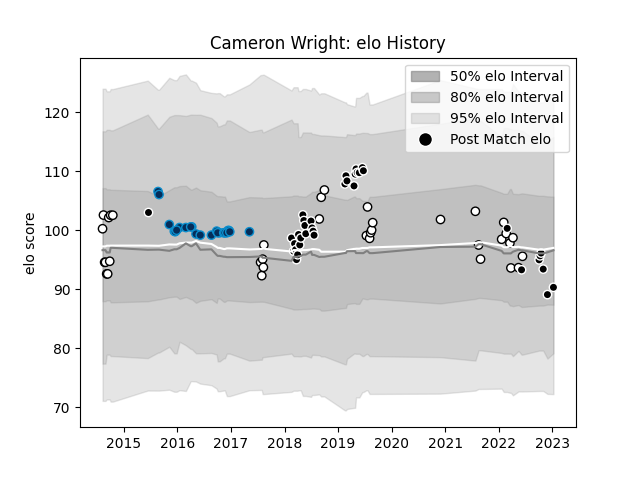 Cameron Wright: elo History
50% elo Interval
80% elo Interval
95% elo Interval
Post Match elo
elo score
120
110
100
90
80
70
2015 2016 2017 2018 2019 2020 2021 2022 2023